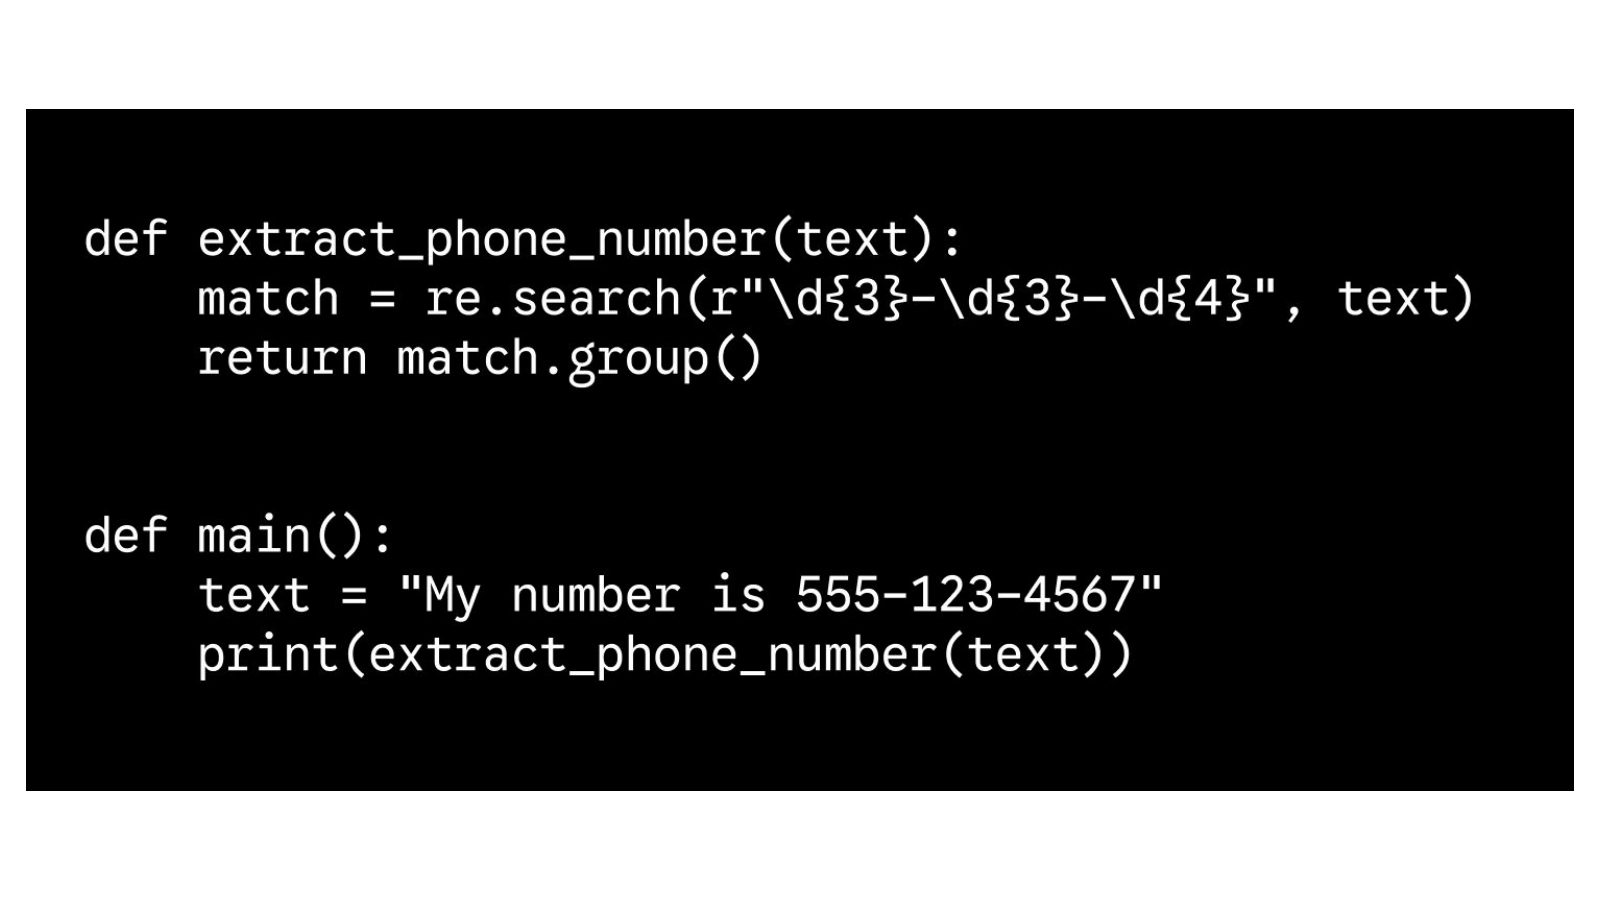 def extract_phone_number(text):
    match = re.search(r"\d{3}-\d{3}-\d{4}", text)
    return match.group()
def main():
    text = "My number is 555-123-4567"
    print(extract_phone_number(text))